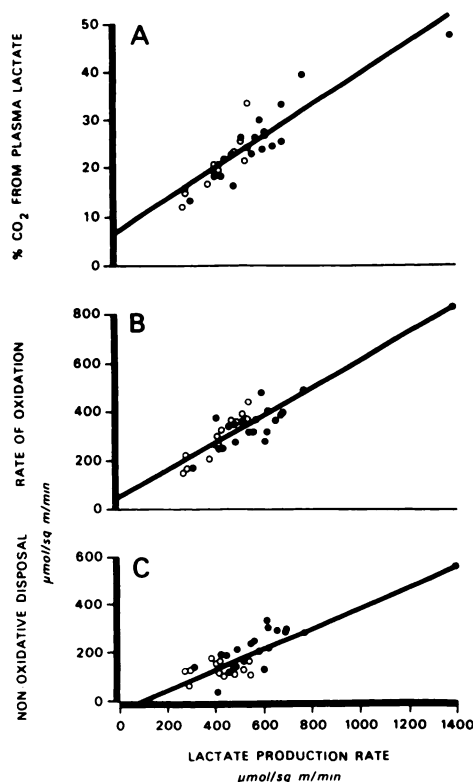 A
50
40
30
20
10
0
% CO2 FROM PLASMA LACTATE
B
800
600
400
200
0
RATE OF OXIDATION
µmol/sq m/min
C
600
400
200
0
NON OXIDATIVE DISPOSAL
0 200 400 600 800 1000 1200 1400
LACTATE PRODUCTION RATE
µmol/sq m/min